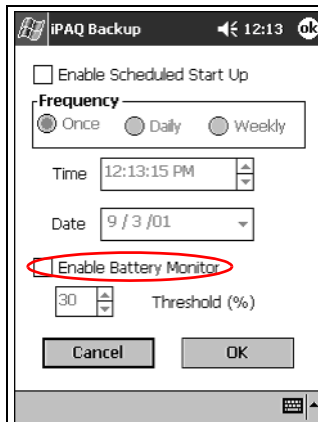 iPAQ Backup 12:13 ok
Enable Scheduled Start Up
Frequency
Once Daily Weekly
Time 12:13:15 PM
Date 9 / 3 /01
Enable Battery Monitor
30 Threshold (%)
Cancel OK